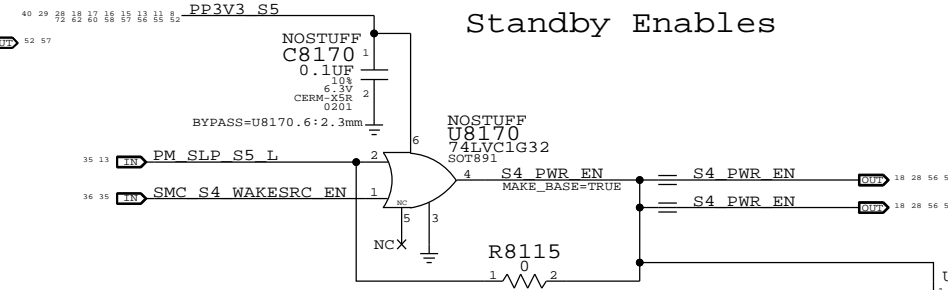 40 29 28 18 17 16 15 13 11 8 PP3V3_S5
72 62 60 58 57 56 55 52
Standby Enables
52 57
NOSTUFF
C8170 1
0.1UF
10%
6.3V
CERM-X5R 2
0201
BYPASS=U8170.6:2.3mm
6
NOSTUFF
U8170
74LVC1G32
SOT891
35 13 IN PM_SLP_S5_L 2
4 S4_PWR_EN
MAKE_BASE=TRUE
S4_PWR_EN OUT 18 28 56
36 35 IN SMC_S4_WAKESRC_EN 1
NC
S4_PWR_EN OUT 18 28 56
5 3
NC
R8115
0
1 2